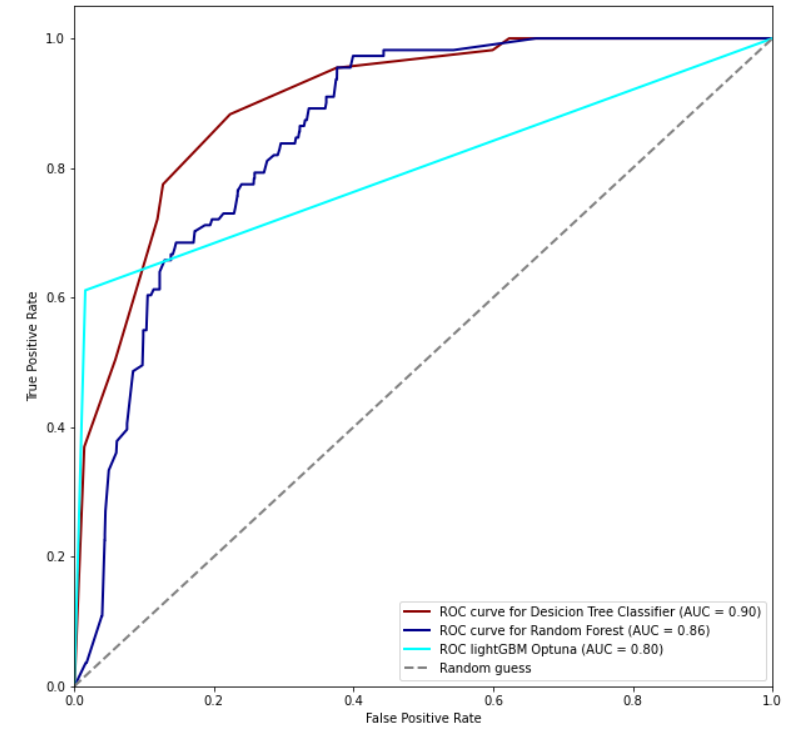 1.0
0.8
0.6
0.4
0.2
0.0
True Positive Rate
ROC curve for Desicion Tree Classifier (AUC = 0.90)
ROC curve for Random Forest (AUC = 0.86)
ROC lightGBM Optuna (AUC = 0.80)
Random guess
0.0 0.2 0.4 0.6 0.8 1.0
False Positive Rate